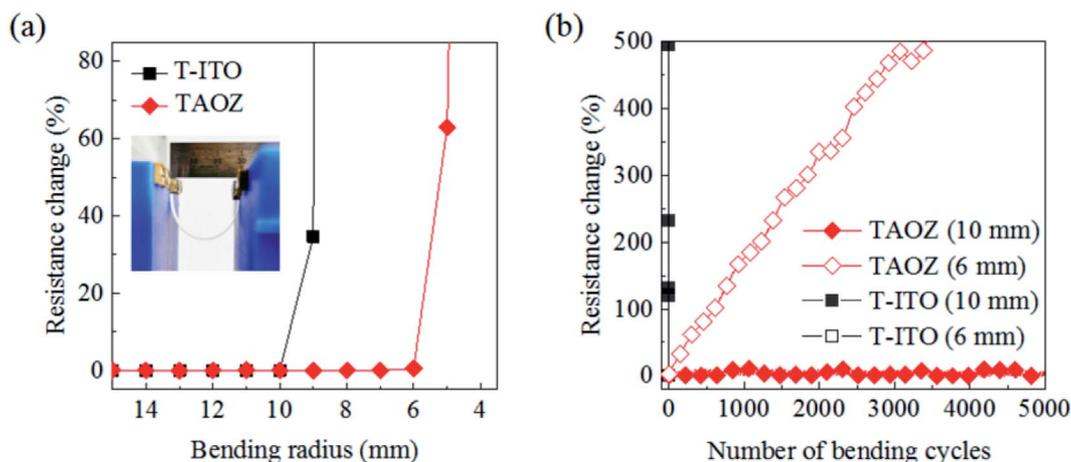 (a)
80
60
40
20
0
14 12 10 8 6 4
Resistance change (%)
Bending radius (mm)
T-ITO
TAOZ
(b)
500
400
300
200
100
0
0 1000 2000 3000 4000 5000
Resistance change (%)
Number of bending cycles
TAOZ (10 mm)
TAOZ (6 mm)
T-ITO (10 mm)
T-ITO (6 mm)